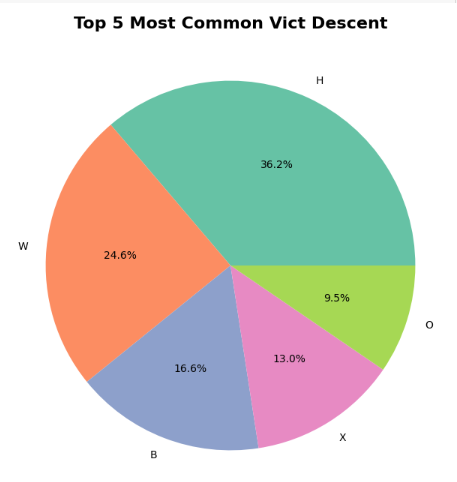 Top 5 Most Common Vict Descent
H
36.2%
W
24.6%
9.5%
O
16.6%
13.0%
X
B